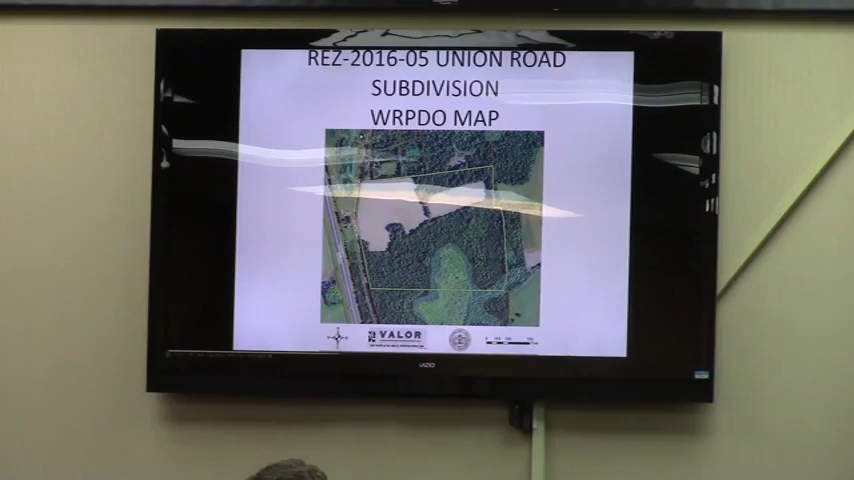 REZ-2016-05 UNION ROAD
SUBDIVISION
WRPDO MAP
VALOR
VIZIO